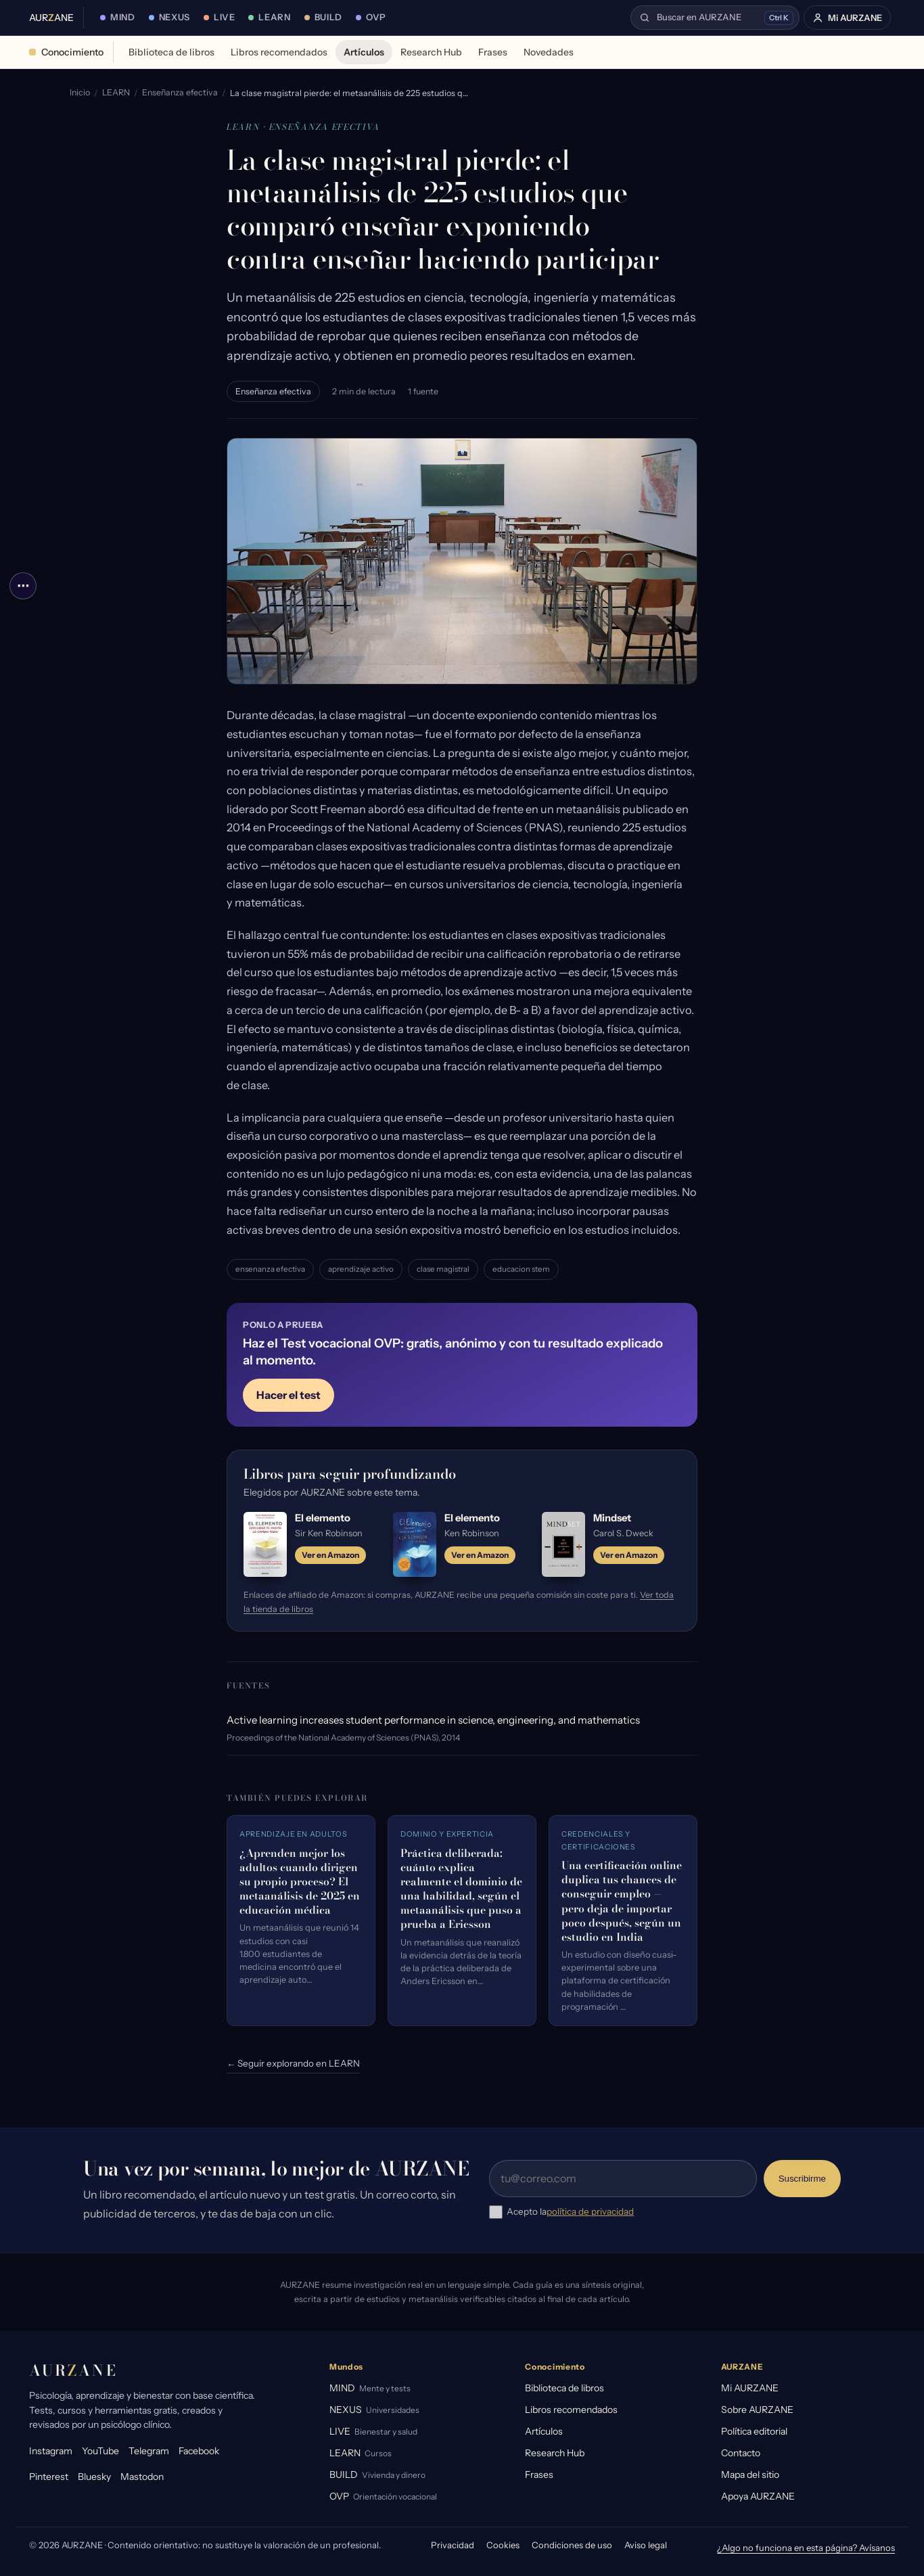 AURZANE
MIND
NEXUS
LIVE
LEARN
BUILD
OVP
Buscar en AURZANE
Ctrl K
Mi AURZANE
Conocimiento
Biblioteca de libros
Libros recomendados
Artículos
Research Hub
Frases
Novedades
Inicio / LEARN / Enseñanza efectiva / La clase magistral pierde: el metaanálisis de 225 estudios q…
LEARN · ENSEÑANZA EFECTIVA
La clase magistral pierde: el
metaanálisis de 225 estudios que
comparó enseñar exponiendo
contra enseñar haciendo participar
Un metaanálisis de 225 estudios en ciencia, tecnología, ingeniería y matemáticas
encontró que los estudiantes de clases expositivas tradicionales tienen 1,5 veces más
probabilidad de reprobar que quienes reciben enseñanza con métodos de
aprendizaje activo, y obtienen en promedio peores resultados en examen.
Enseñanza efectiva
2 min de lectura
1 fuente
Durante décadas, la clase magistral —un docente exponiendo contenido mientras los
estudiantes escuchan y toman notas— fue el formato por defecto de la enseñanza
universitaria, especialmente en ciencias. La pregunta de si existe algo mejor, y cuánto mejor,
no era trivial de responder porque comparar métodos de enseñanza entre estudios distintos,
con poblaciones distintas y materias distintas, es metodológicamente difícil. Un equipo
liderado por Scott Freeman abordó esa dificultad de frente en un metaanálisis publicado en
2014 en Proceedings of the National Academy of Sciences (PNAS), reuniendo 225 estudios
que comparaban clases expositivas tradicionales contra distintas formas de aprendizaje
activo —métodos que hacen que el estudiante resuelva problemas, discuta o practique en
clase en lugar de solo escuchar— en cursos universitarios de ciencia, tecnología, ingeniería
y matemáticas.
El hallazgo central fue contundente: los estudiantes en clases expositivas tradicionales
tuvieron un 55% más de probabilidad de recibir una calificación reprobatoria o de retirarse
del curso que los estudiantes bajo métodos de aprendizaje activo —es decir, 1,5 veces más
riesgo de fracasar—. Además, en promedio, los exámenes mostraron una mejora equivalente
a cerca de un tercio de una calificación (por ejemplo, de B- a B) a favor del aprendizaje activo.
El efecto se mantuvo consistente a través de disciplinas distintas (biología, física, química,
ingeniería, matemáticas) y de distintos tamaños de clase, e incluso beneficios se detectaron
cuando el aprendizaje activo ocupaba una fracción relativamente pequeña del tiempo
de clase.
La implicancia para cualquiera que enseñe —desde un profesor universitario hasta quien
diseña un curso corporativo o una masterclass— es que reemplazar una porción de la
exposición pasiva por momentos donde el aprendiz tenga que resolver, aplicar o discutir el
contenido no es un lujo pedagógico ni una moda: es, con esta evidencia, una de las palancas
más grandes y consistentes disponibles para mejorar resultados de aprendizaje medibles. No
hace falta rediseñar un curso entero de la noche a la mañana; incluso incorporar pausas
activas breves dentro de una sesión expositiva mostró beneficio en los estudios incluidos.
ensenanza efectiva
aprendizaje activo
clase magistral
educacion stem
PONLO A PRUEBA
Haz el Test vocacional OVP: gratis, anónimo y con tu resultado explicado
al momento.
Hacer el test
Libros para seguir profundizando
Elegidos por AURZANE sobre este tema.
EL ELEMENTO
El elemento
Sir Ken Robinson
Ver en Amazon
El Elemento
El elemento
Ken Robinson
Ver en Amazon
MINDSET
Mindset
Carol S. Dweck
Ver en Amazon
Enlaces de afiliado de Amazon: si compras, AURZANE recibe una pequeña comisión sin coste para ti. Ver toda
la tienda de libros
FUENTES
Active learning increases student performance in science, engineering, and mathematics
Proceedings of the National Academy of Sciences (PNAS), 2014
TAMBIÉN PUEDES EXPLORAR
APRENDIZAJE EN ADULTOS
¿Aprenden mejor los
adultos cuando dirigen
su propio proceso? El
metaanálisis de 2025 en
educación médica
Un metaanálisis que reunió 14
estudios con casi
1.800 estudiantes de
medicina encontró que el
aprendizaje auto…
DOMINIO Y EXPERTICIA
Práctica deliberada:
cuánto explica
realmente el dominio de
una habilidad, según el
metaanálisis que puso a
prueba a Ericsson
Un metaanálisis que reanalizó
la evidencia detrás de la teoría
de la práctica deliberada de
Anders Ericsson en…
CREDENCIALES Y
CERTIFICACIONES
Una certificación online
duplica tus chances de
conseguir empleo —
pero deja de importar
poco después, según un
estudio en India
Un estudio con diseño cuasi-
experimental sobre una
plataforma de certificación
de habilidades de
programación …
← Seguir explorando en LEARN
Una vez por semana, lo mejor de AURZANE
Un libro recomendado, el artículo nuevo y un test gratis. Un correo corto, sin
publicidad de terceros, y te das de baja con un clic.
tu@correo.com
Suscribirme
Acepto lapolítica de privacidad
AURZANE resume investigación real en un lenguaje simple. Cada guía es una síntesis original,
escrita a partir de estudios y metaanálisis verificables citados al final de cada artículo.
AURZANE
Psicología, aprendizaje y bienestar con base científica.
Tests, cursos y herramientas gratis, creados y
revisados por un psicólogo clínico.
Instagram YouTube Telegram Facebook
Pinterest Bluesky Mastodon
Mundos
MIND Mente y tests
NEXUS Universidades
LIVE Bienestar y salud
LEARN Cursos
BUILD Vivienda y dinero
OVP Orientación vocacional
Conocimiento
Biblioteca de libros
Libros recomendados
Artículos
Research Hub
Frases
AURZANE
Mi AURZANE
Sobre AURZANE
Política editorial
Contacto
Mapa del sitio
Apoya AURZANE
© 2026 AURZANE · Contenido orientativo: no sustituye la valoración de un profesional.
Privacidad
Cookies
Condiciones de uso
Aviso legal
¿Algo no funciona en esta página? Avísanos